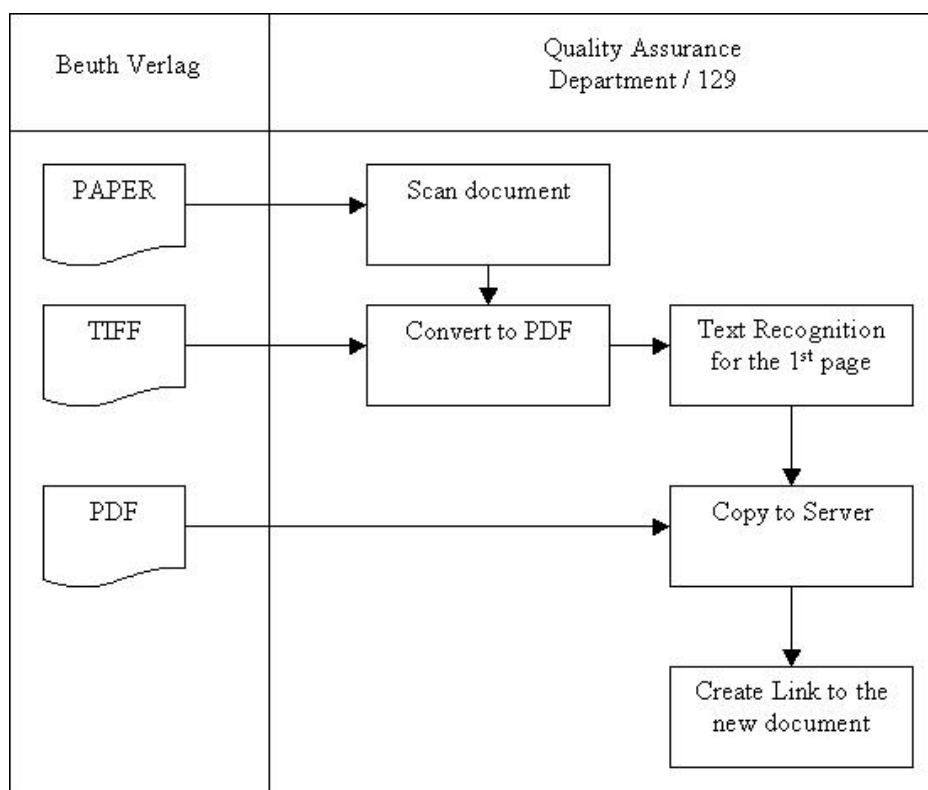 Beuth Verlag
Quality Assurance
Department / 129
PAPER
Scan document
TIFF
Convert to PDF
Text Recognition
for the 1st page
PDF
Copy to Server
Create Link to the
new document